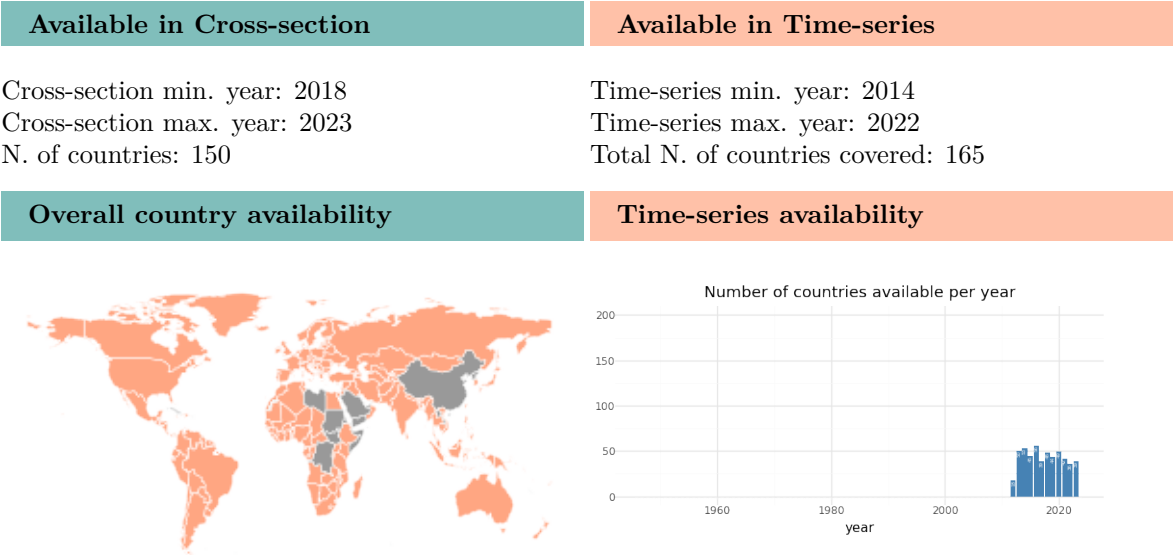 Available in Cross-section
Available in Time-series
Cross-section min. year: 2018
Cross-section max. year: 2023
N. of countries: 150
Time-series min. year: 2014
Time-series max. year: 2022
Total N. of countries covered: 165
Overall country availability
Time-series availability
Number of countries available per year
200
150
100
50
0
1960
1980
2000
2020
year